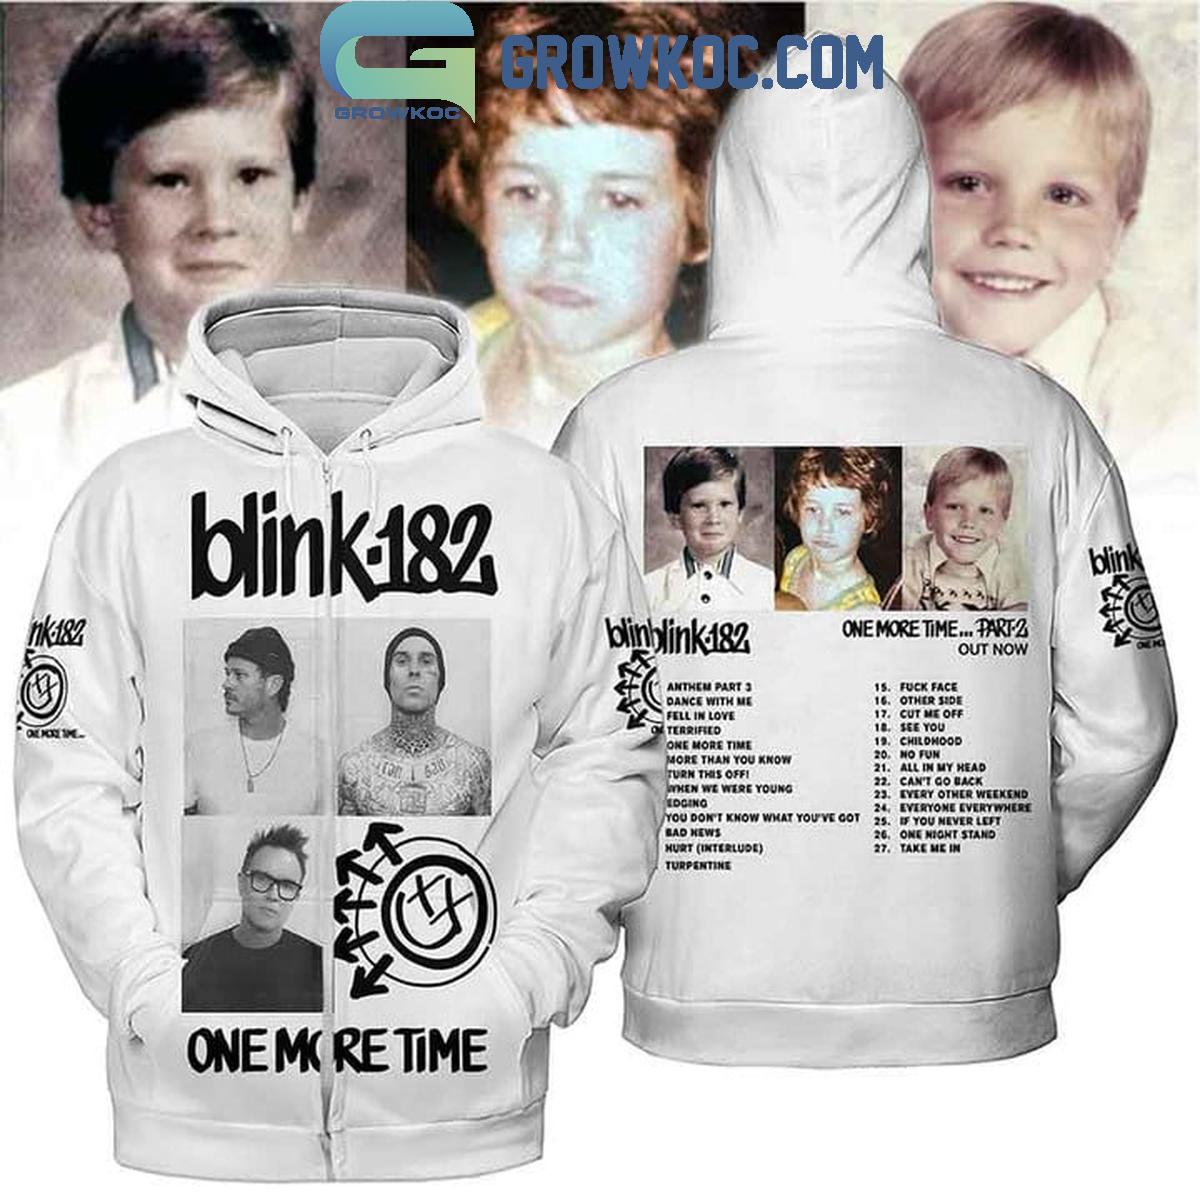 GROWKOC
GROWKOC.COM
blink-182
ONE MORE TIME
nk-182
ONE MORE TIME...
blin
blink-182
ONE MORE TIME... PART-2
OUT NOW
ANTHEM PART 3
DANCE WITH ME
FELL IN LOVE
TERRIFIED
ONE MORE TIME
MORE THAN YOU KNOW
TURN THIS OFF!
WHEN WE WERE YOUNG
EDGING
YOU DON'T KNOW WHAT YOU'VE GOT
BAD NEWS
HURT (INTERLUDE)
TURPENTINE
15. FUCK FACE
16. OTHER SIDE
17. CUT ME OFF
18. SEE YOU
19. CHILDHOOD
20. NO FUN
21. ALL IN MY HEAD
22. CAN'T GO BACK
23. EVERY OTHER WEEKEND
24. EVERYONE EVERYWHERE
25. IF YOU NEVER LEFT
26. ONE NIGHT STAND
27. TAKE ME IN
blink
ONE MO